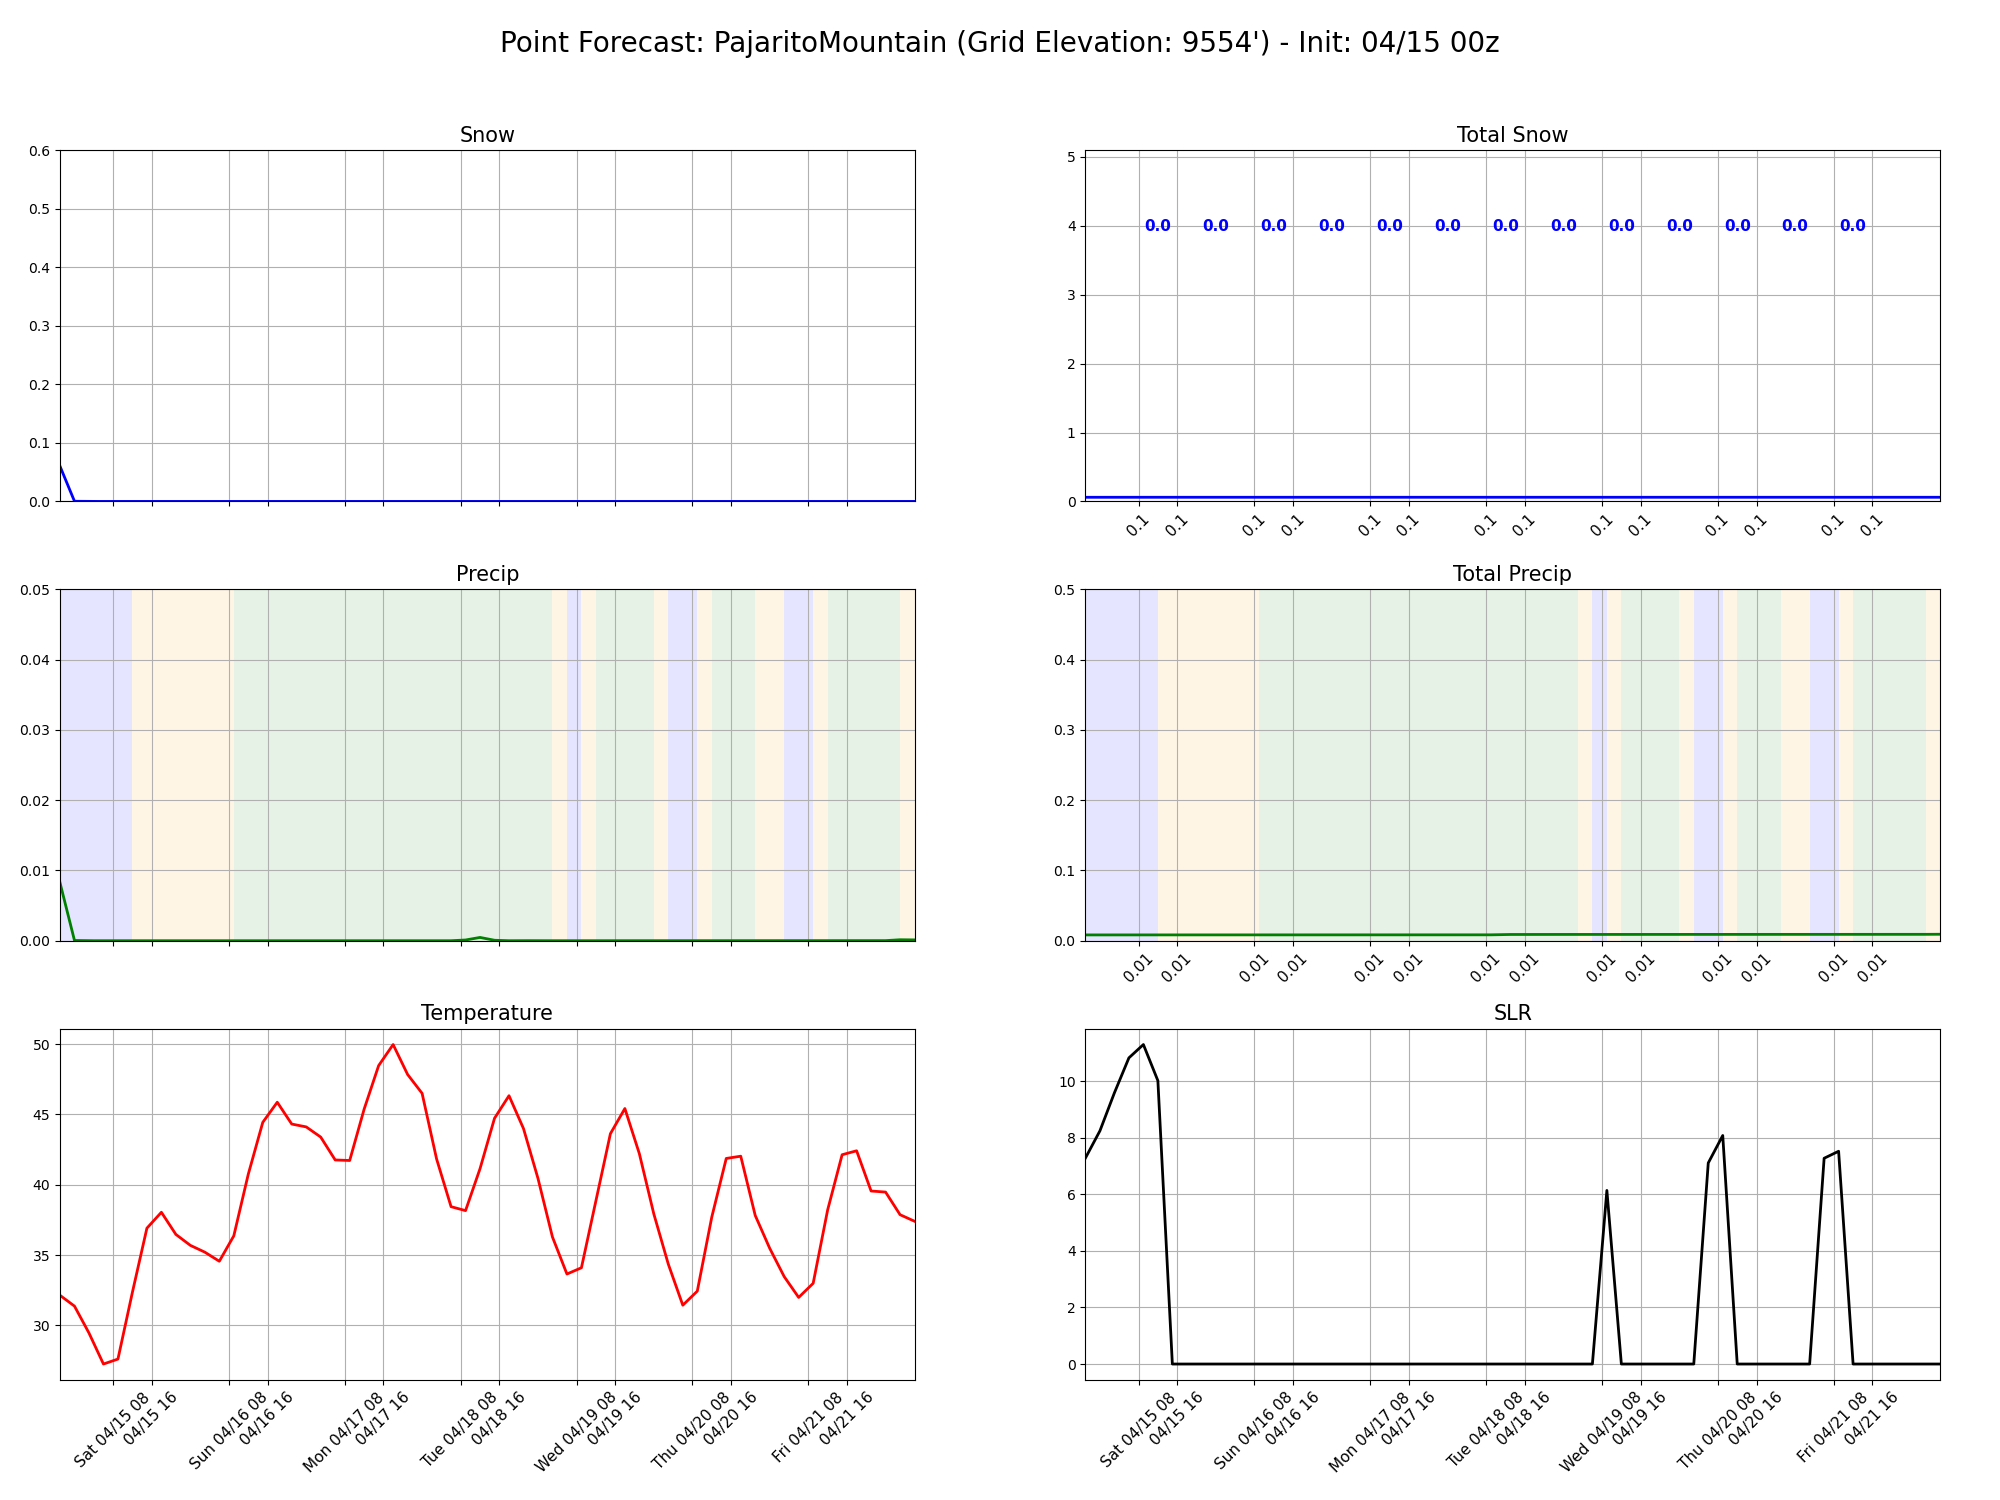 Point Forecast: PajaritoMountain (Grid Elevation: 9554') - Init: 04/15 00z
Snow
0.6
0.5
0.4
0.3
0.2
0.1
0.0
Total Snow
5
4
3
2
1
0
0.0 0.0 0.0 0.0 0.0 0.0 0.0 0.0 0.0 0.0 0.0 0.0 0.0
0.1 0.1 0.1 0.1 0.1 0.1 0.1 0.1 0.1 0.1 0.1 0.1 0.1 0.1
Precip
0.05
0.04
0.03
0.02
0.01
0.00
Total Precip
0.5
0.4
0.3
0.2
0.1
0.0
0.01 0.01 0.01 0.01 0.01 0.01 0.01 0.01 0.01 0.01 0.01 0.01 0.01 0.01
Temperature
50
45
40
35
30
Sat 04/15 08
04/15 16
Sun 04/16 08
04/16 16
Mon 04/17 08
04/17 16
Tue 04/18 08
04/18 16
Wed 04/19 08
04/19 16
Thu 04/20 08
04/20 16
Fri 04/21 08
04/21 16
SLR
10
8
6
4
2
0
Sat 04/15 08
04/15 16
Sun 04/16 08
04/16 16
Mon 04/17 08
04/17 16
Tue 04/18 08
04/18 16
Wed 04/19 08
04/19 16
Thu 04/20 08
04/20 16
Fri 04/21 08
04/21 16